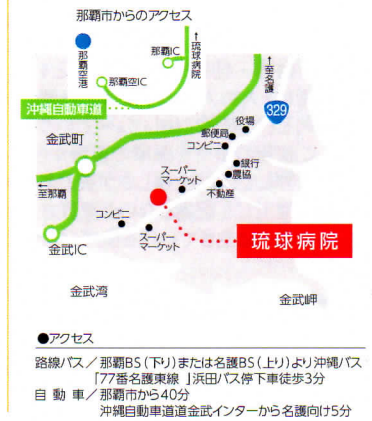 那覇市からのアクセス
那覇空港
那覇IC
↑琉球病院
那覇空IC
↑至名護
沖縄自動車道
329
役場
郵便局
コンビニ
金武町
銀行
農協
スーパー
マーケット
不動産
←至那覇
コンビニ
スーパー
マーケット
琉球病院
金武IC
金武湾
金武岬
●アクセス
路線バス／那覇BS（下り）または名護BS（上り）より沖縄バス
「77番名護東線 」浜田バス停下車徒歩3分
自 動 車／那覇市から40分
沖縄自動車道道金武インターから名護向け5分